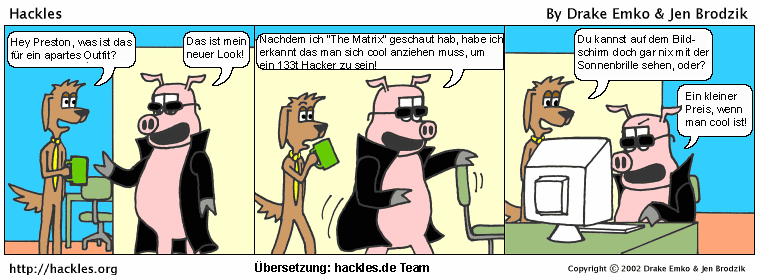 Hackles
By Drake Emko & Jen Brodzik
Hey Preston, was ist das
für ein apartes Outfit?
Das ist mein
neuer Look!
Nachdem ich "The Matrix" geschaut hab, habe ich
erkannt das man sich cool anziehen muss, um
ein 133t Hacker zu sein!
Du kannst auf dem Bild-
schirm doch gar nix mit der
Sonnenbrille sehen, oder?
Ein kleiner
Preis, wenn
man cool ist!
http://hackles.org
Übersetzung: hackles.de Team
Copyright © 2002 Drake Emko & Jen Brodzik